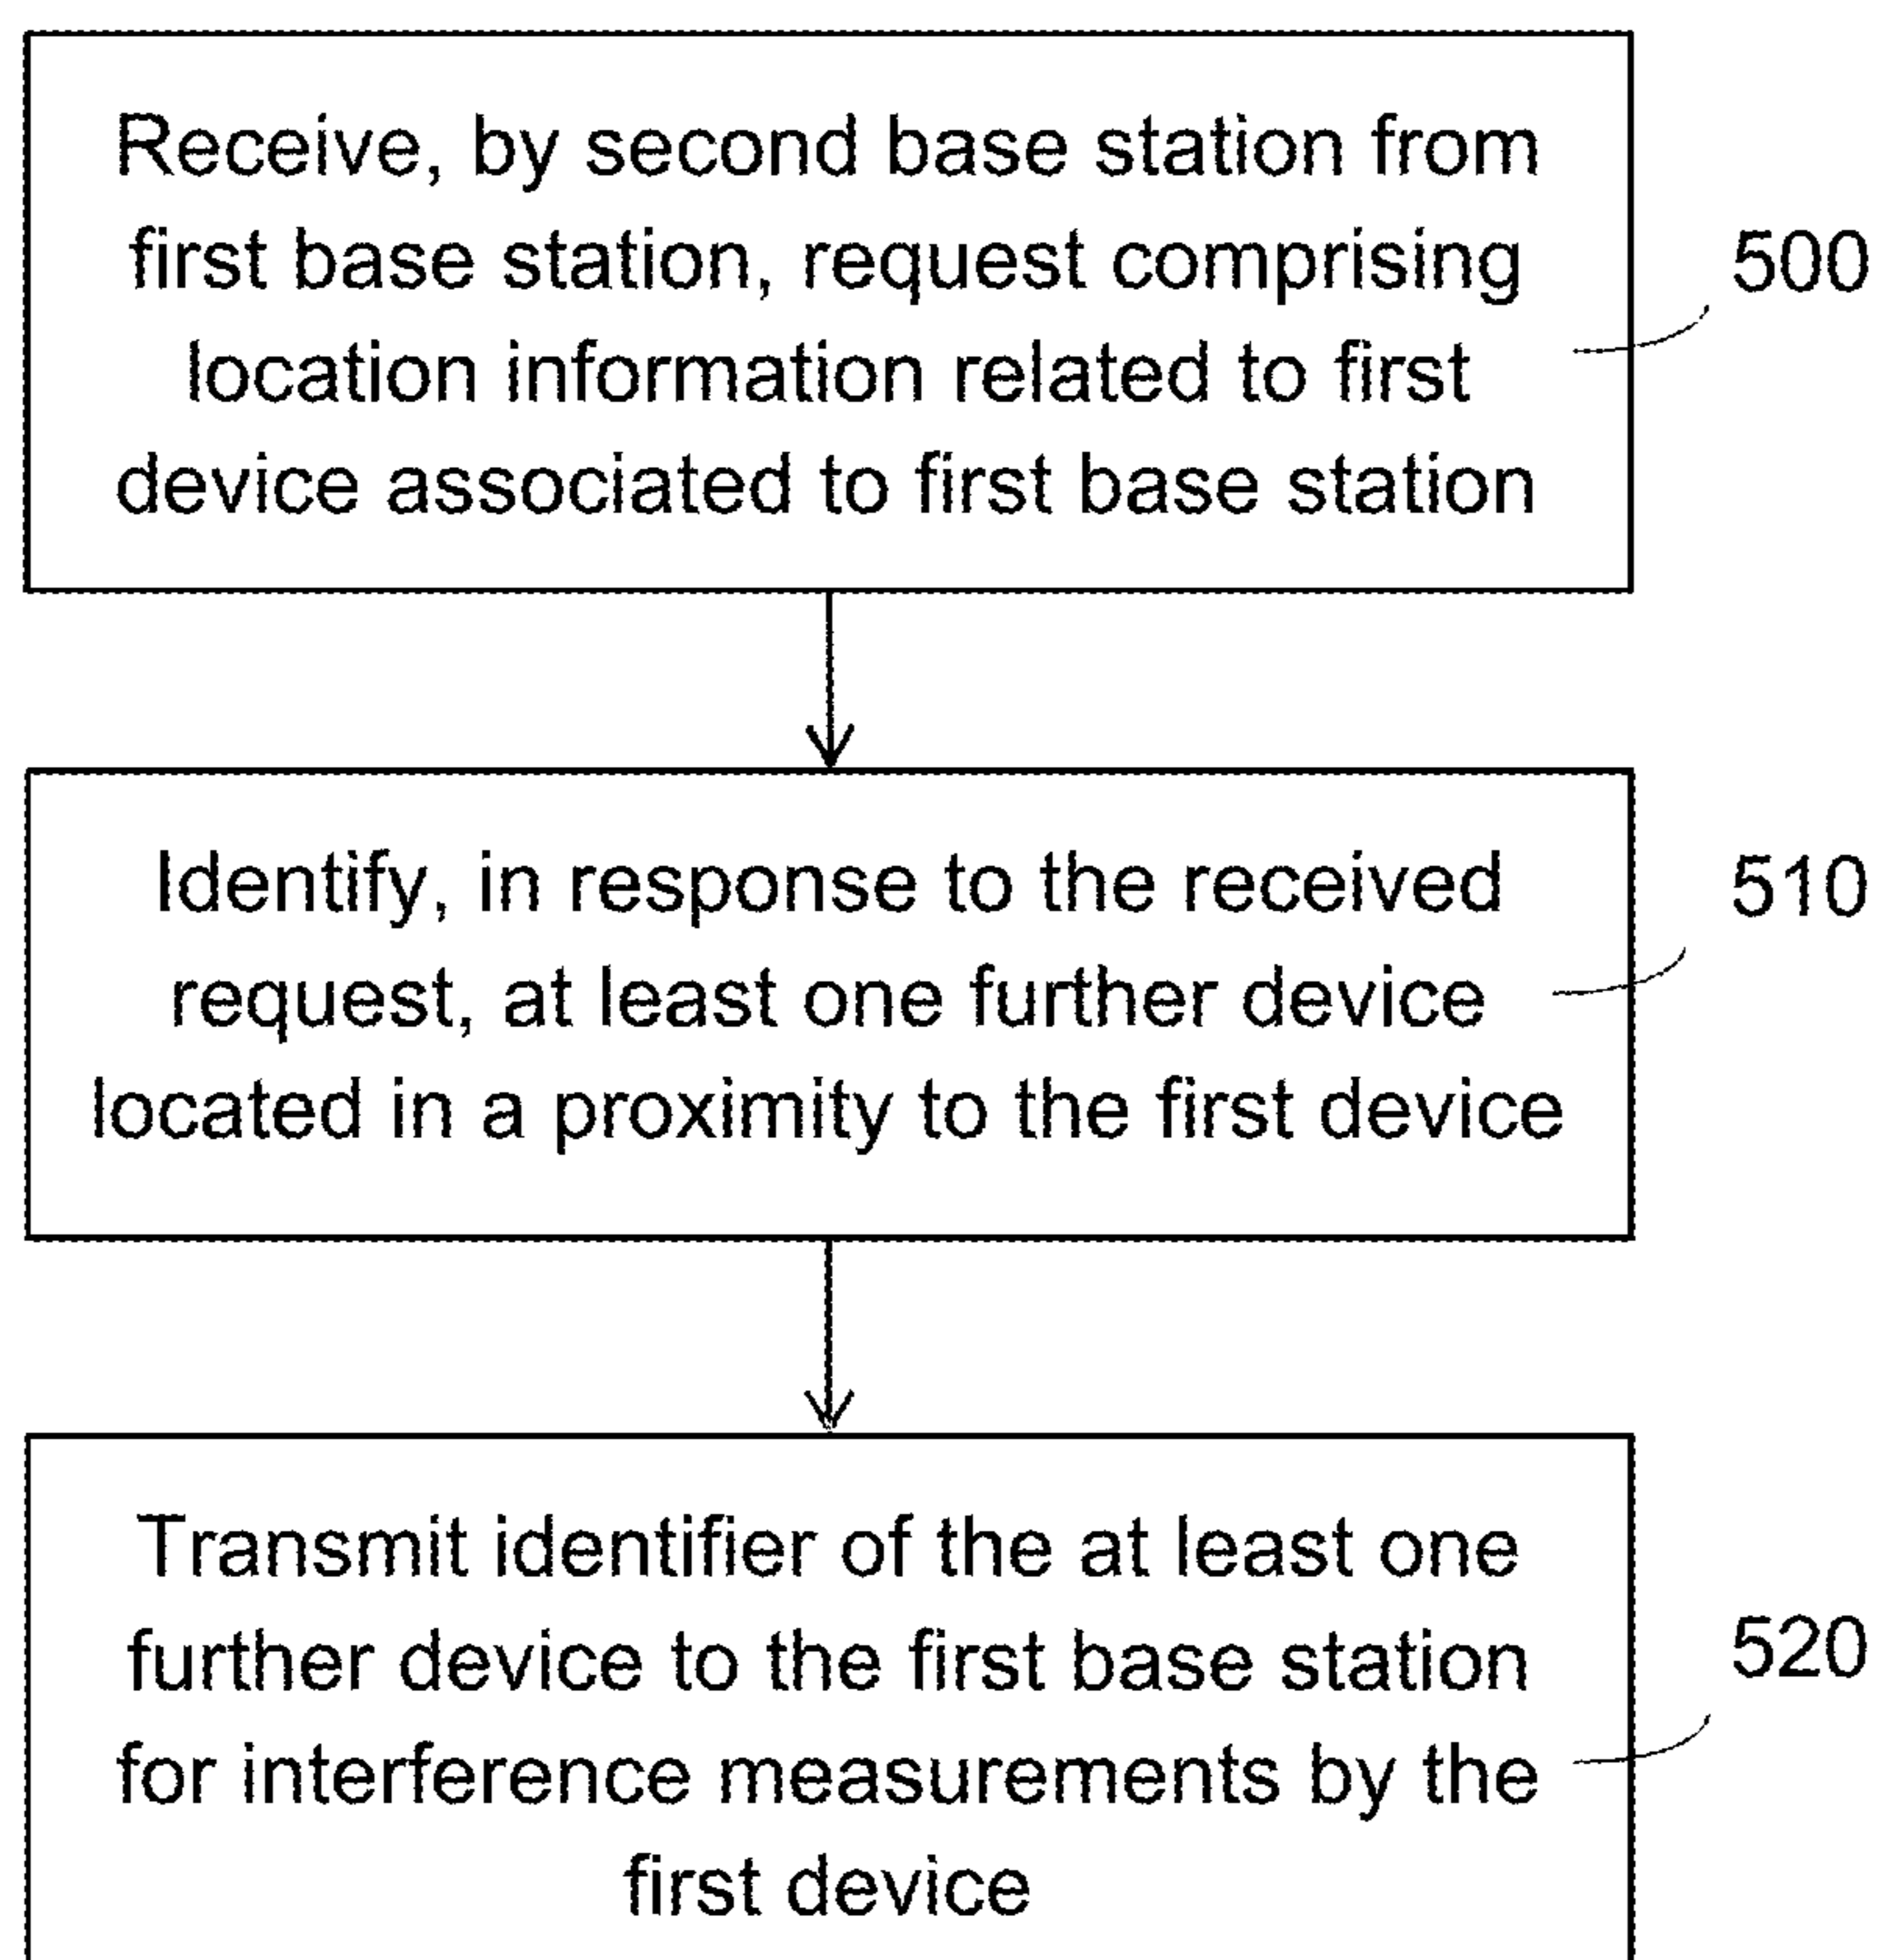 Receive, by second base station from
first base station, request comprising
location information related to first
device associated to first base station
500
Identify, in response to the received
request, at least one further device
located in a proximity to the first device
510
Transmit identifier of the at least one
further device to the first base station
for interference measurements by the
first device
520